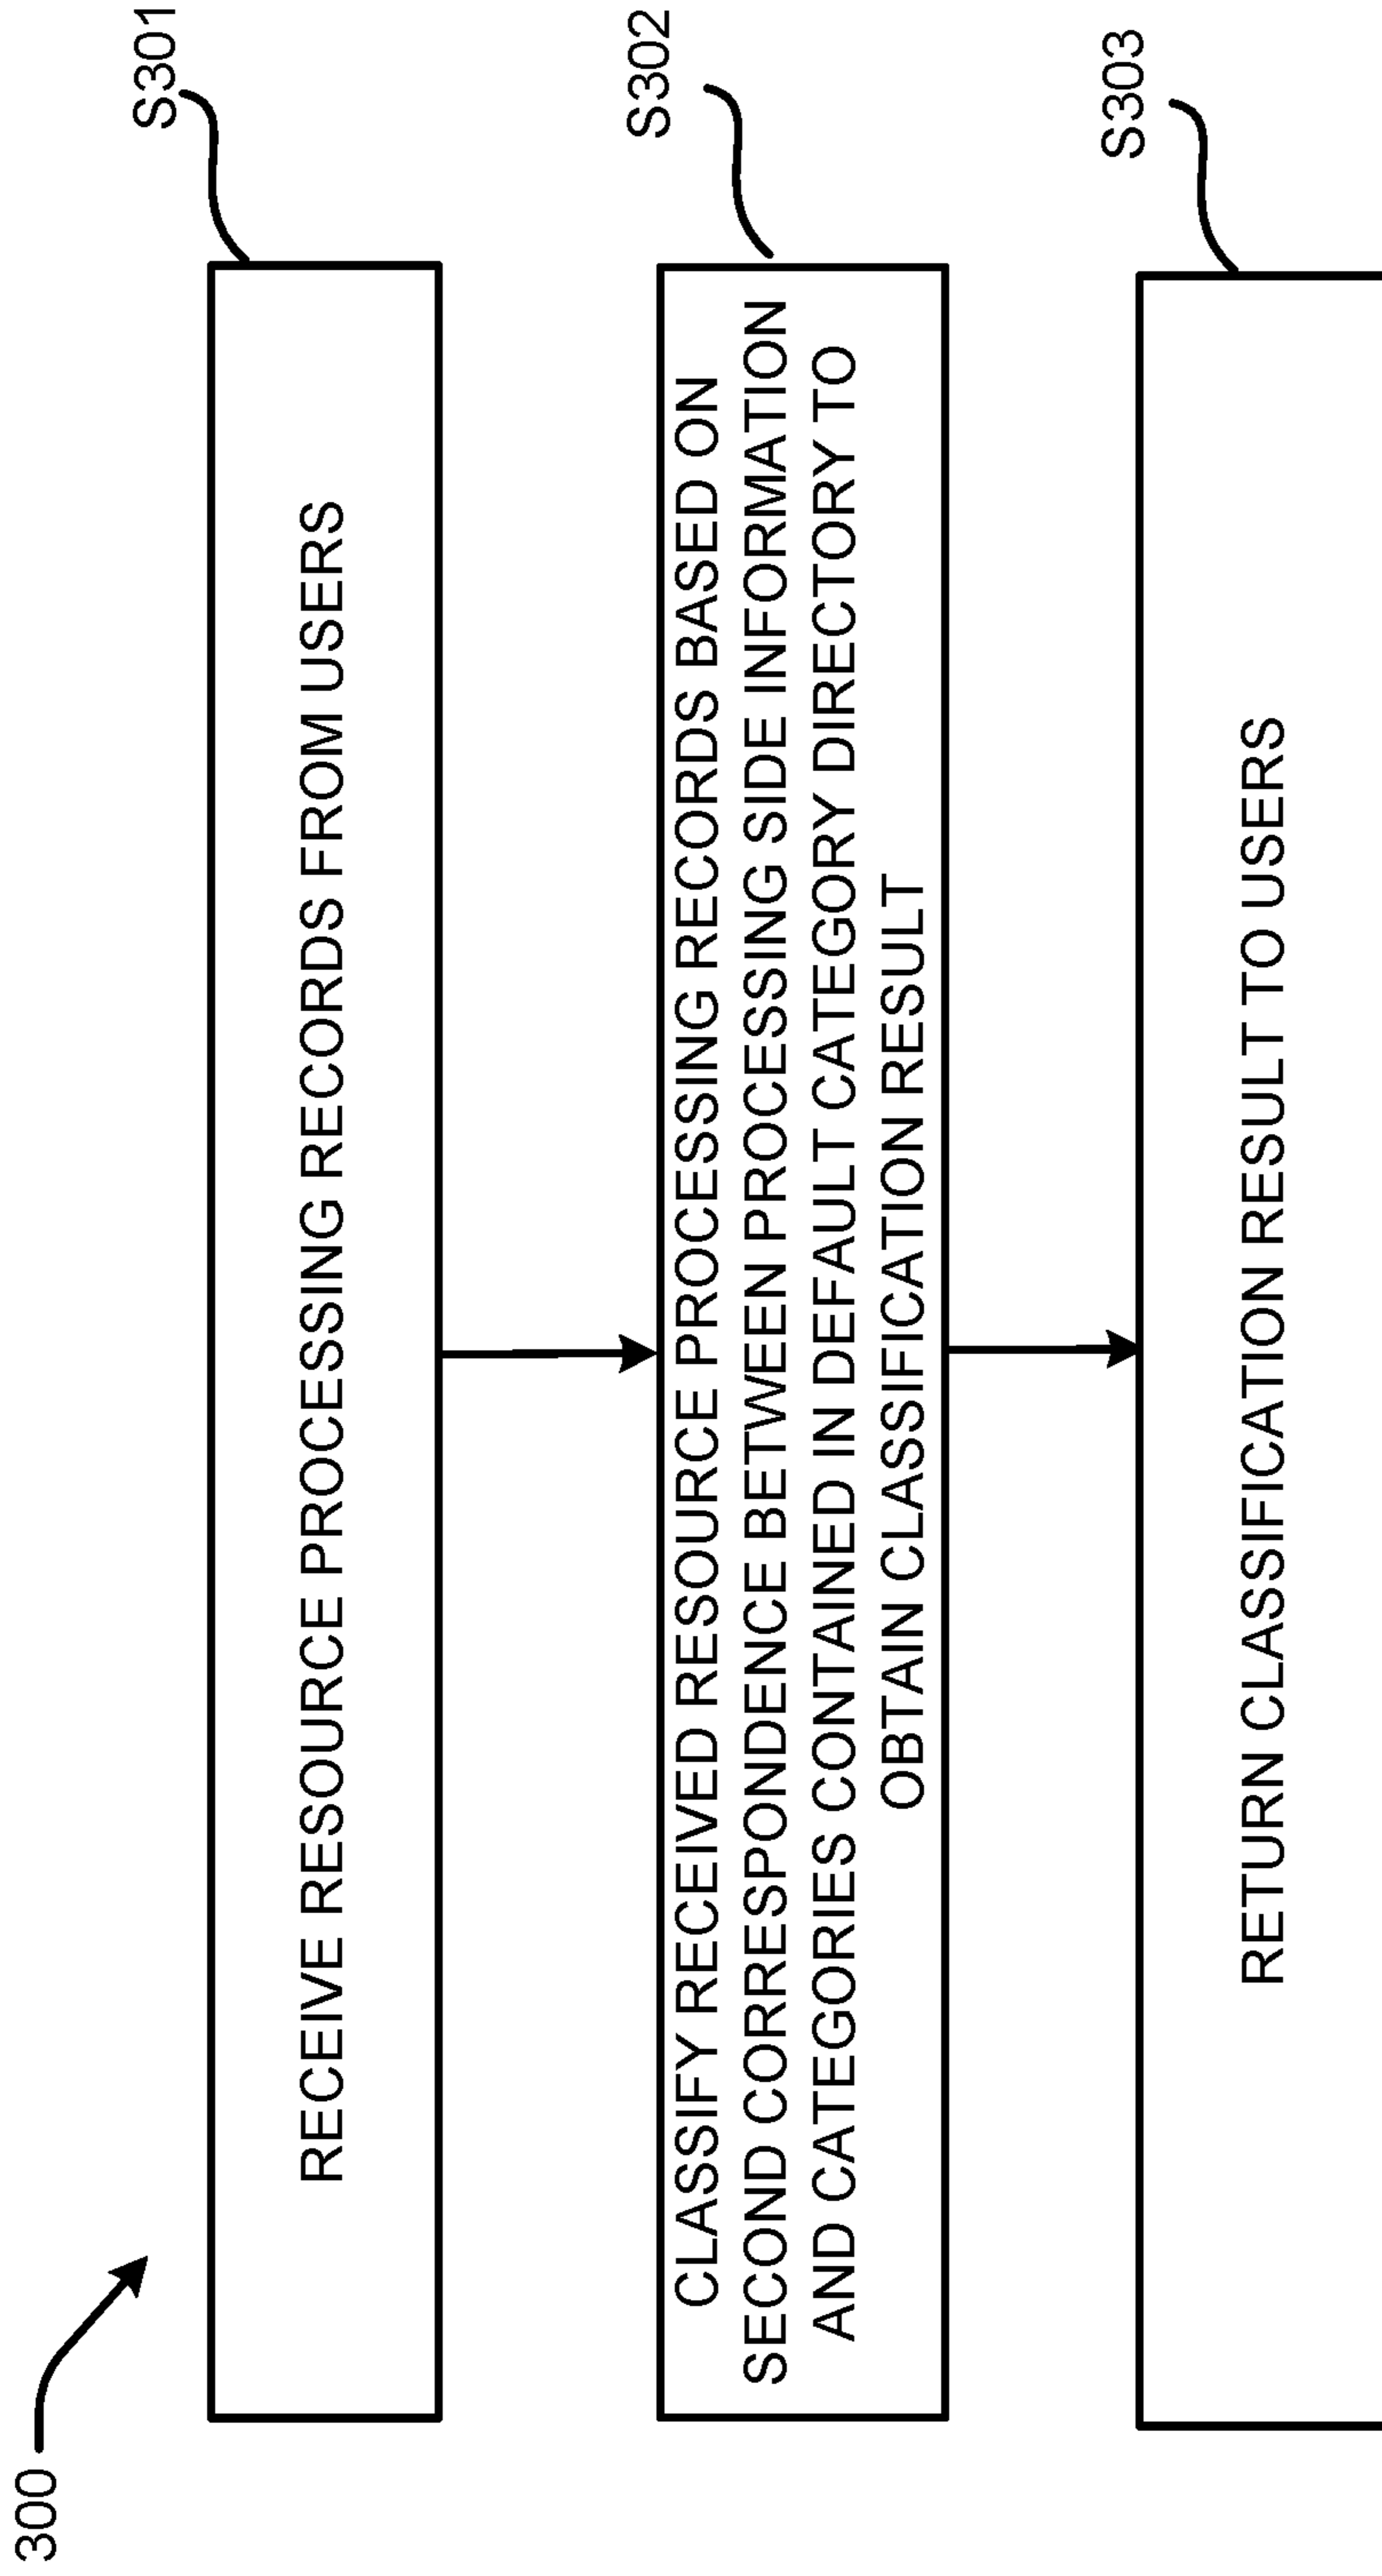 300
S301
RECEIVE RESOURCE PROCESSING RECORDS FROM USERS
S302
CLASSIFY RECEIVED RESOURCE PROCESSING RECORDS BASED ON
SECOND CORRESPONDENCE BETWEEN PROCESSING SIDE INFORMATION
AND CATEGORIES CONTAINED IN DEFAULT CATEGORY DIRECTORY TO
OBTAIN CLASSIFICATION RESULT
S303
RETURN CLASSIFICATION RESULT TO USERS